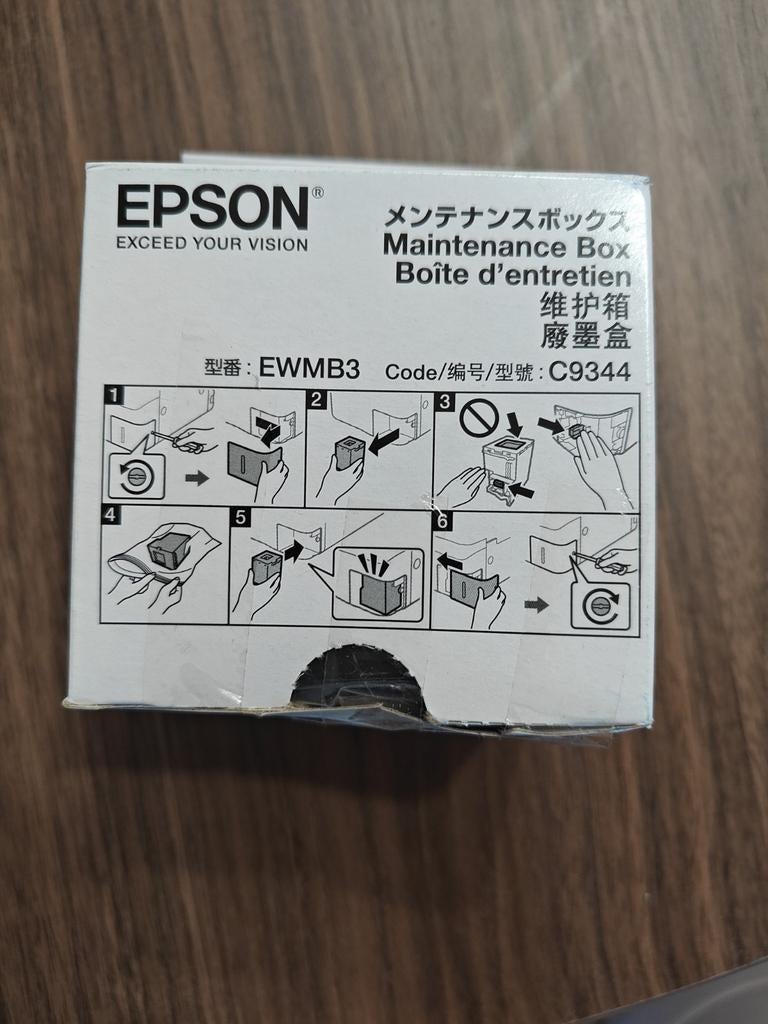 EPSON®
EXCEED YOUR VISION
メンテナンスボックス
Maintenance Box
Boîte d'entretien
维护箱
廢墨盒
型番: EWMB3 Code/编号/型號: C9344
1
2
3
4
5
6